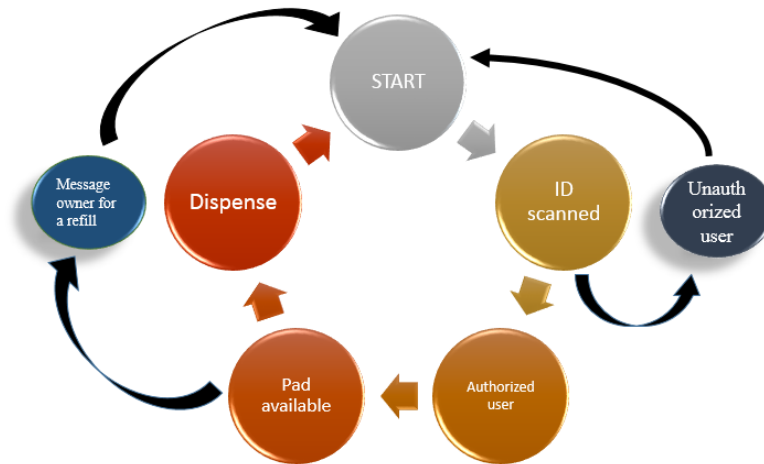 START
ID
scanned
Unauth
orized
user
Authorized
user
Pad
available
Dispense
Message
owner for
a refill